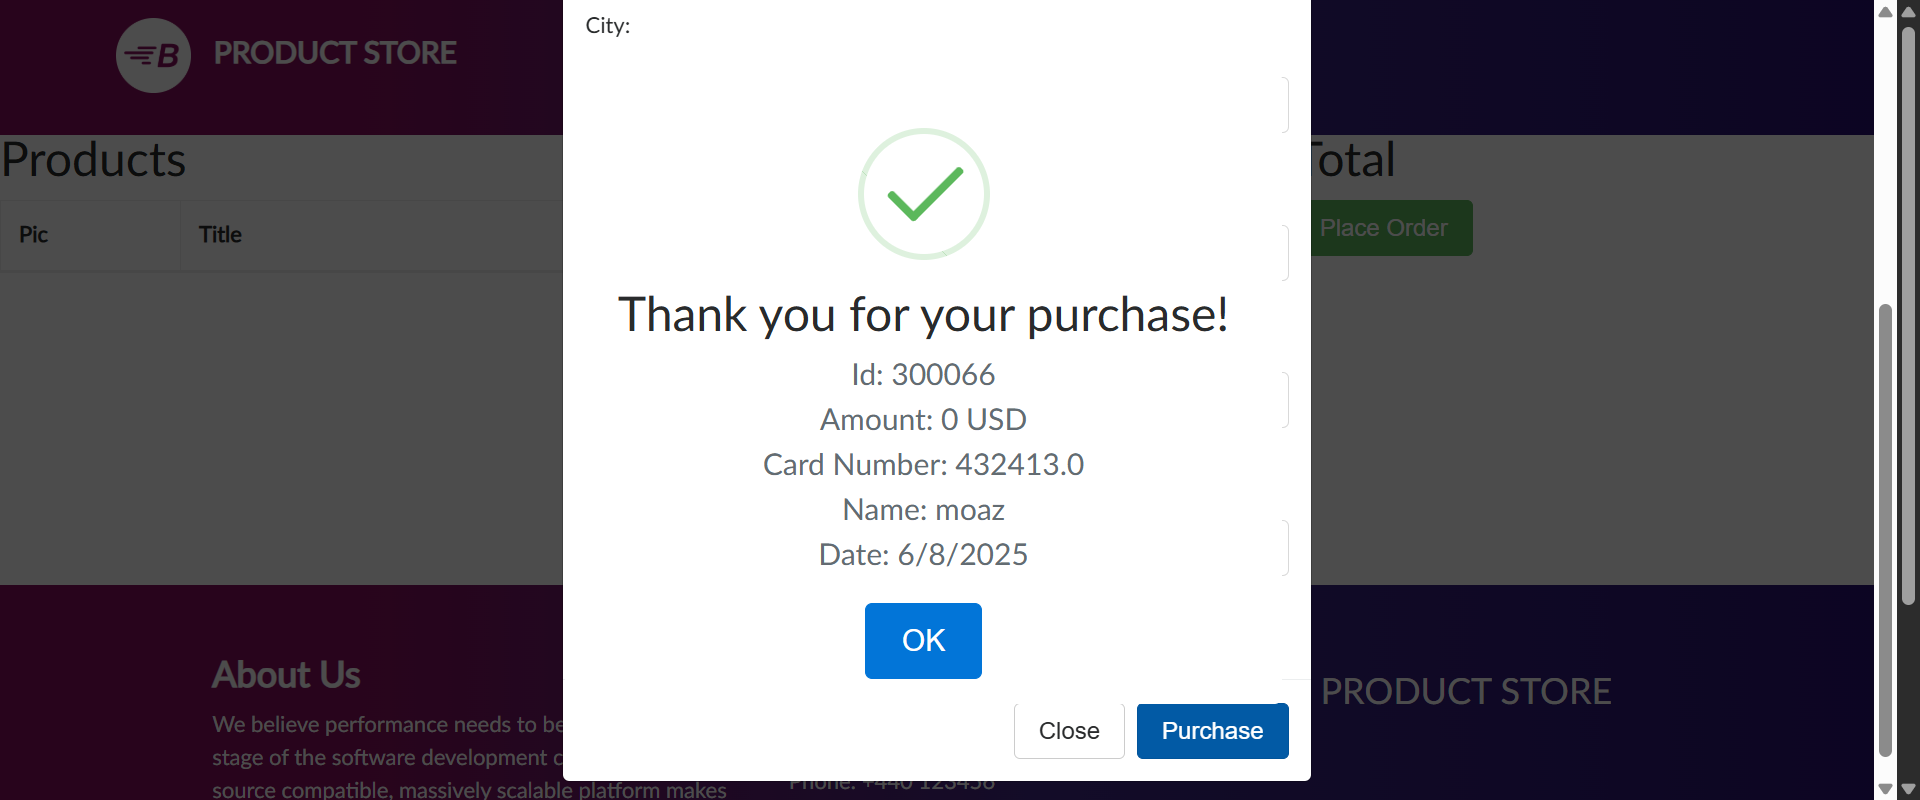 B PRODUCT STORE
City:
Products
Total
Pic
Title
Place Order
Thank you for your purchase!
Id: 300066
Amount: 0 USD
Card Number: 432413.0
Name: moaz
Date: 6/8/2025
OK
Close
Purchase
About Us
We believe performance needs to be
stage of the software development c
source compatible, massively scalable platform makes
Phone: +440 123456
PRODUCT STORE